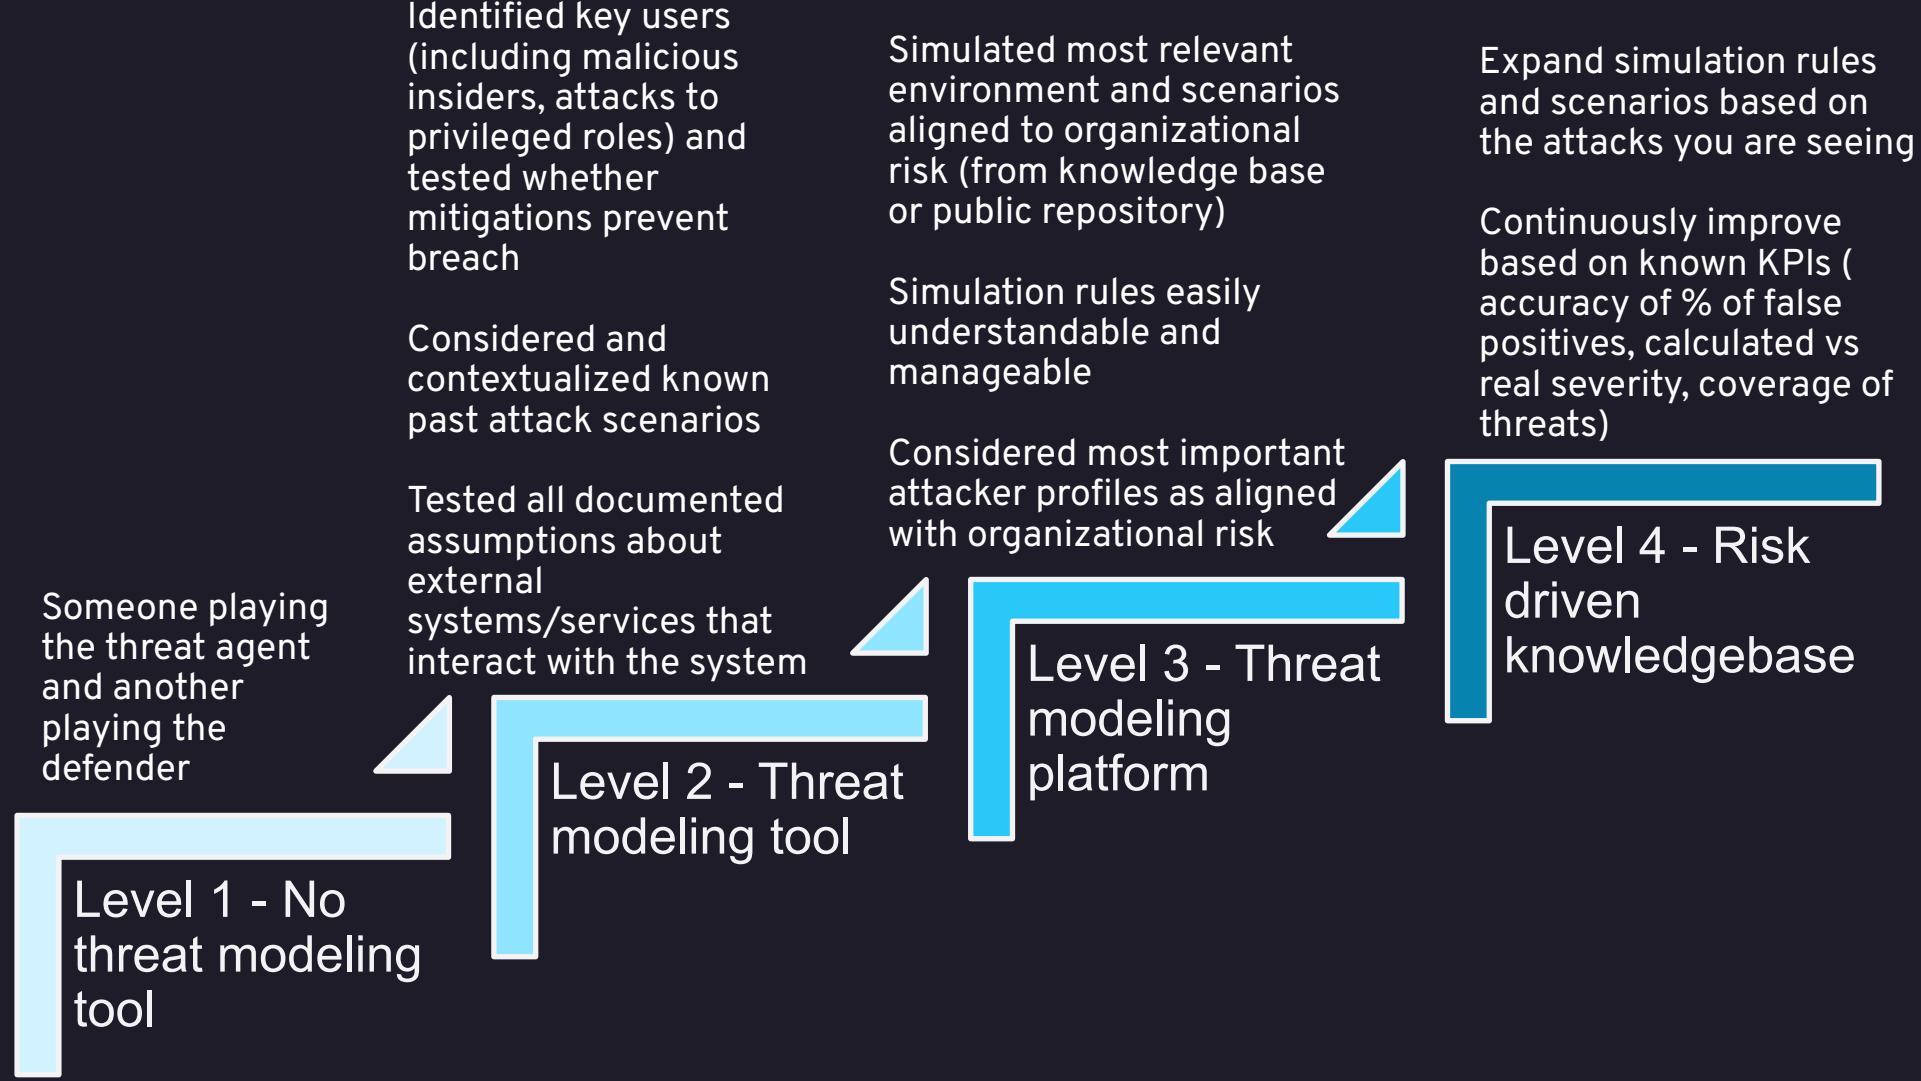 Someone playing
the threat agent
and another
playing the
defender
Level 1 - No
threat modeling
tool
Identified key users
(including malicious
insiders, attacks to
privileged roles) and
tested whether
mitigations prevent
breach
Considered and
contextualized known
past attack scenarios
Tested all documented
assumptions about
external
systems/services that
interact with the system
Level 2 - Threat
modeling tool
Simulated most relevant
environment and scenarios
aligned to organizational
risk (from knowledge base
or public repository)
Simulation rules easily
understandable and
manageable
Considered most important
attacker profiles as aligned
with organizational risk
Level 3 - Threat
modeling
platform
Expand simulation rules
and scenarios based on
the attacks you are seeing
Continuously improve
based on known KPIs (
accuracy of % of false
positives, calculated vs
real severity, coverage of
threats)
Level 4 - Risk
driven
knowledgebase